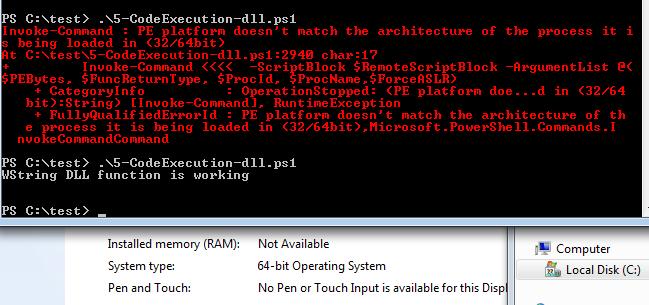 PS C:\test> .\5-CodeExecution-dll.ps1
Invoke-Command : PE platform doesn't match the architecture of the process it i
s being loaded in (32/64bit)
At C:\test\5-CodeExecution-dll.ps1:2940 char:17
+         Invoke-Command <<<<  -ScriptBlock $RemoteScriptBlock -ArgumentList @(
$PEBytes, $FuncReturnType, $ProcId, $ProcName,$ForceASLR)
+ CategoryInfo          : OperationStopped: (PE platform doe...d in (32/64
bit):String) [Invoke-Command], RuntimeException
+ FullyQualifiedErrorId : PE platform doesn't match the architecture of th
e process it is being loaded in (32/64bit),Microsoft.PowerShell.Commands.I
nvokeCommandCommand
PS C:\test> .\5-CodeExecution-dll.ps1
WString DLL function is working
PS C:\test> _
Installed memory (RAM): Not Available
System type: 64-bit Operating System
Pen and Touch: No Pen or Touch Input is available for this Displ
Computer
Local Disk (C:)